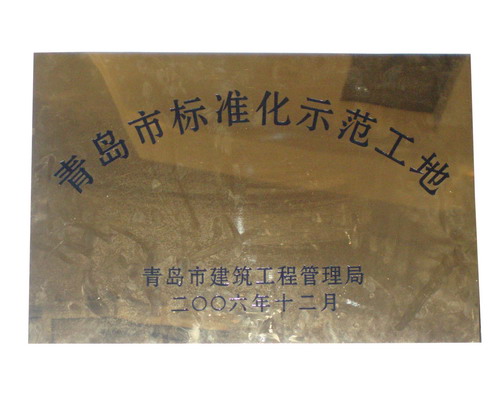 青岛市标准化示范工地
青岛市建筑工程管理局
二〇〇六年十二月